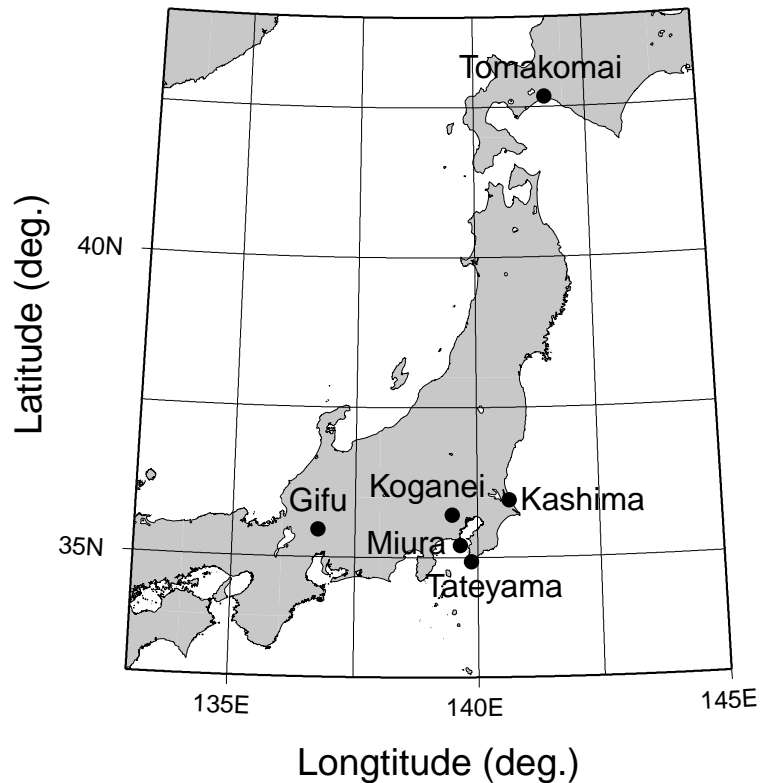 Tomakomai
40N
Latitude (deg.)
Koganei
Gifu
Kashima
Miura
35N
Tateyama
135E
140E
145E
Longtitude (deg.)